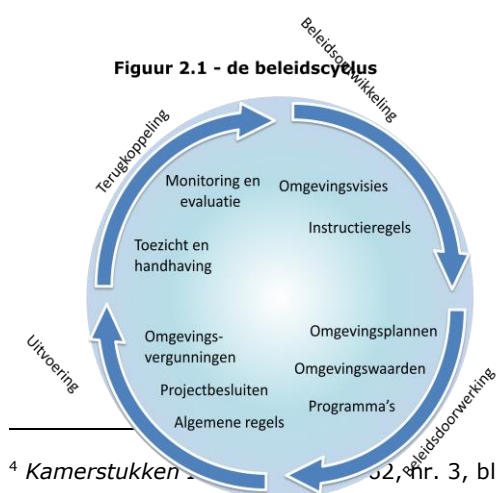 Figuur 2.1 - de beleidscyclus
Beleidsontwikkeling
Terugkoppeling
Monitoring en
evaluatie
Omgevingsvisies
Instructieregels
Toezicht en
handhaving
Omgevings-
vergunningen
Projectbesluiten
Algemene regels
Omgevingsplannen
Omgevingswaarden
Programma's
Uitvoering
Beleidsdoorwerking
4 Kamerstukken nr. 3, bl